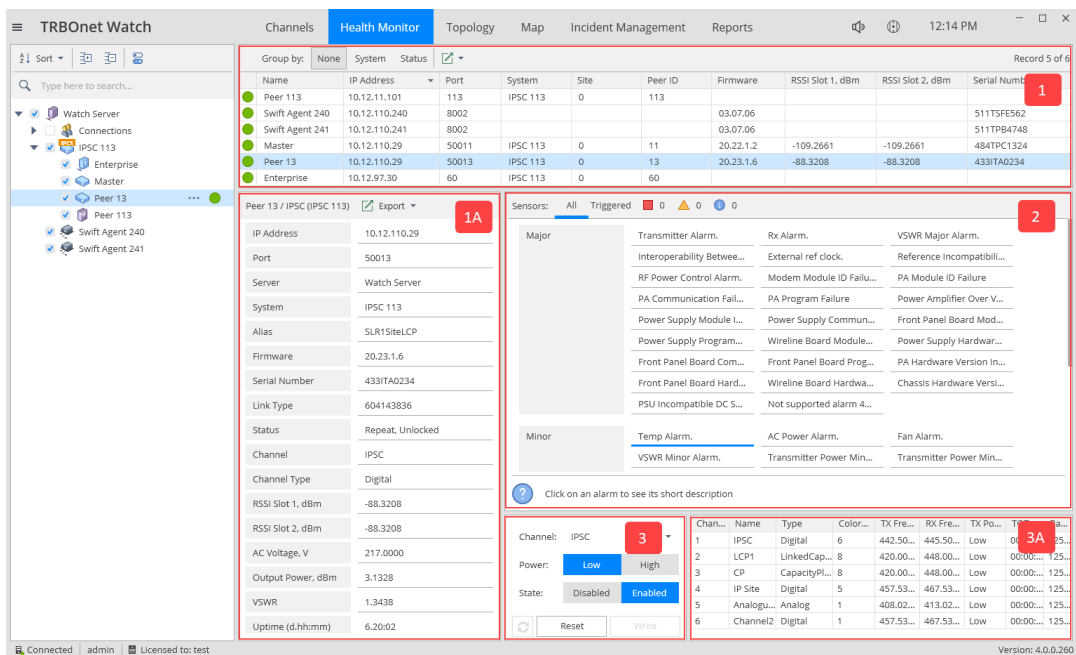 TRBOnet Watch
Channels Health Monitor Topology Map Incident Management Reports 12:14 PM
Sort
Type here to search...
Watch Server
Connections
IPSC 113
Enterprise
Master
Peer 13 ...
Peer 113
Swift Agent 240
Swift Agent 241
Group by: None System Status Record 5 of 6
Name IP Address Port System Site Peer ID Firmware RSSI Slot 1, dBm RSSI Slot 2, dBm Serial Numb
1
Peer 113 10.12.11.101 113 IPSC 113 0 113
Swift Agent 240 10.12.110.240 8002 03.07.06 511TSFE562
Swift Agent 241 10.12.110.241 8002 03.07.06 511TPB4748
Master 10.12.110.29 50011 IPSC 113 0 11 20.22.1.2 -109.2661 -109.2661 484TPC1324
Peer 13 10.12.110.29 50013 IPSC 113 0 13 20.23.1.6 -88.3208 -88.3208 433ITA0234
Enterprise 10.12.97.30 60 IPSC 113 0 60
Peer 13 / IPSC (IPSC 113) Export
1A
IP Address 10.12.110.29
Port 50013
Server Watch Server
System IPSC 113
Alias SLR1SiteLCP
Firmware 20.23.1.6
Serial Number 433ITA0234
Link Type 604143836
Status Repeat, Unlocked
Channel IPSC
Channel Type Digital
RSSI Slot 1, dBm -88.3208
RSSI Slot 2, dBm -88.3208
AC Voltage, V 217.0000
Output Power, dBm 3.1328
VSWR 1.3438
Uptime (d.hh:mm) 6.20:02
Sensors: All Triggered 0 0 0
2
Major Transmitter Alarm. Rx Alarm. VSWR Major Alarm.
Interoperability Betwee... External ref clock. Reference Incompatibili...
RF Power Control Alarm. Modem Module ID Failu... PA Module ID Failure
PA Communication Fail... PA Program Failure Power Amplifier Over V...
Power Supply Module I... Power Supply Commun... Front Panel Board Mod...
Power Supply Program... Wireline Board Module... Power Supply Hardwar...
Front Panel Board Com... Front Panel Board Prog... PA Hardware Version In...
Front Panel Board Hard... Wireline Board Hardwa... Chassis Hardware Versi...
PSU Incompatible DC S... Not supported alarm 4...
Minor Temp Alarm. AC Power Alarm. Fan Alarm.
VSWR Minor Alarm. Transmitter Power Min... Transmitter Power Min...
Click on an alarm to see its short description
Channel: IPSC
3
Power: Low High
State: Disabled Enabled
Reset Write
Chan... Name Type Color... TX Fre... RX Fre... TX Po...
3A
1 IPSC Digital 6 442.50... 445.50... Low
2 LCP1 LinkedCap... 8 420.00... 448.00... Low 00:00:... 125...
3 CP CapacityPl... 8 420.00... 448.00... Low 00:00:... 125...
4 IP Site Digital 5 457.53... 467.53... Low 00:00:... 125...
5 Analogu... Analog 1 408.02... 413.02... Low 00:00:... 125...
6 Channel2 Digital 1 457.53... 467.53... Low 00:00:... 125...
Connected admin Licensed to: test Version: 4.0.0.260